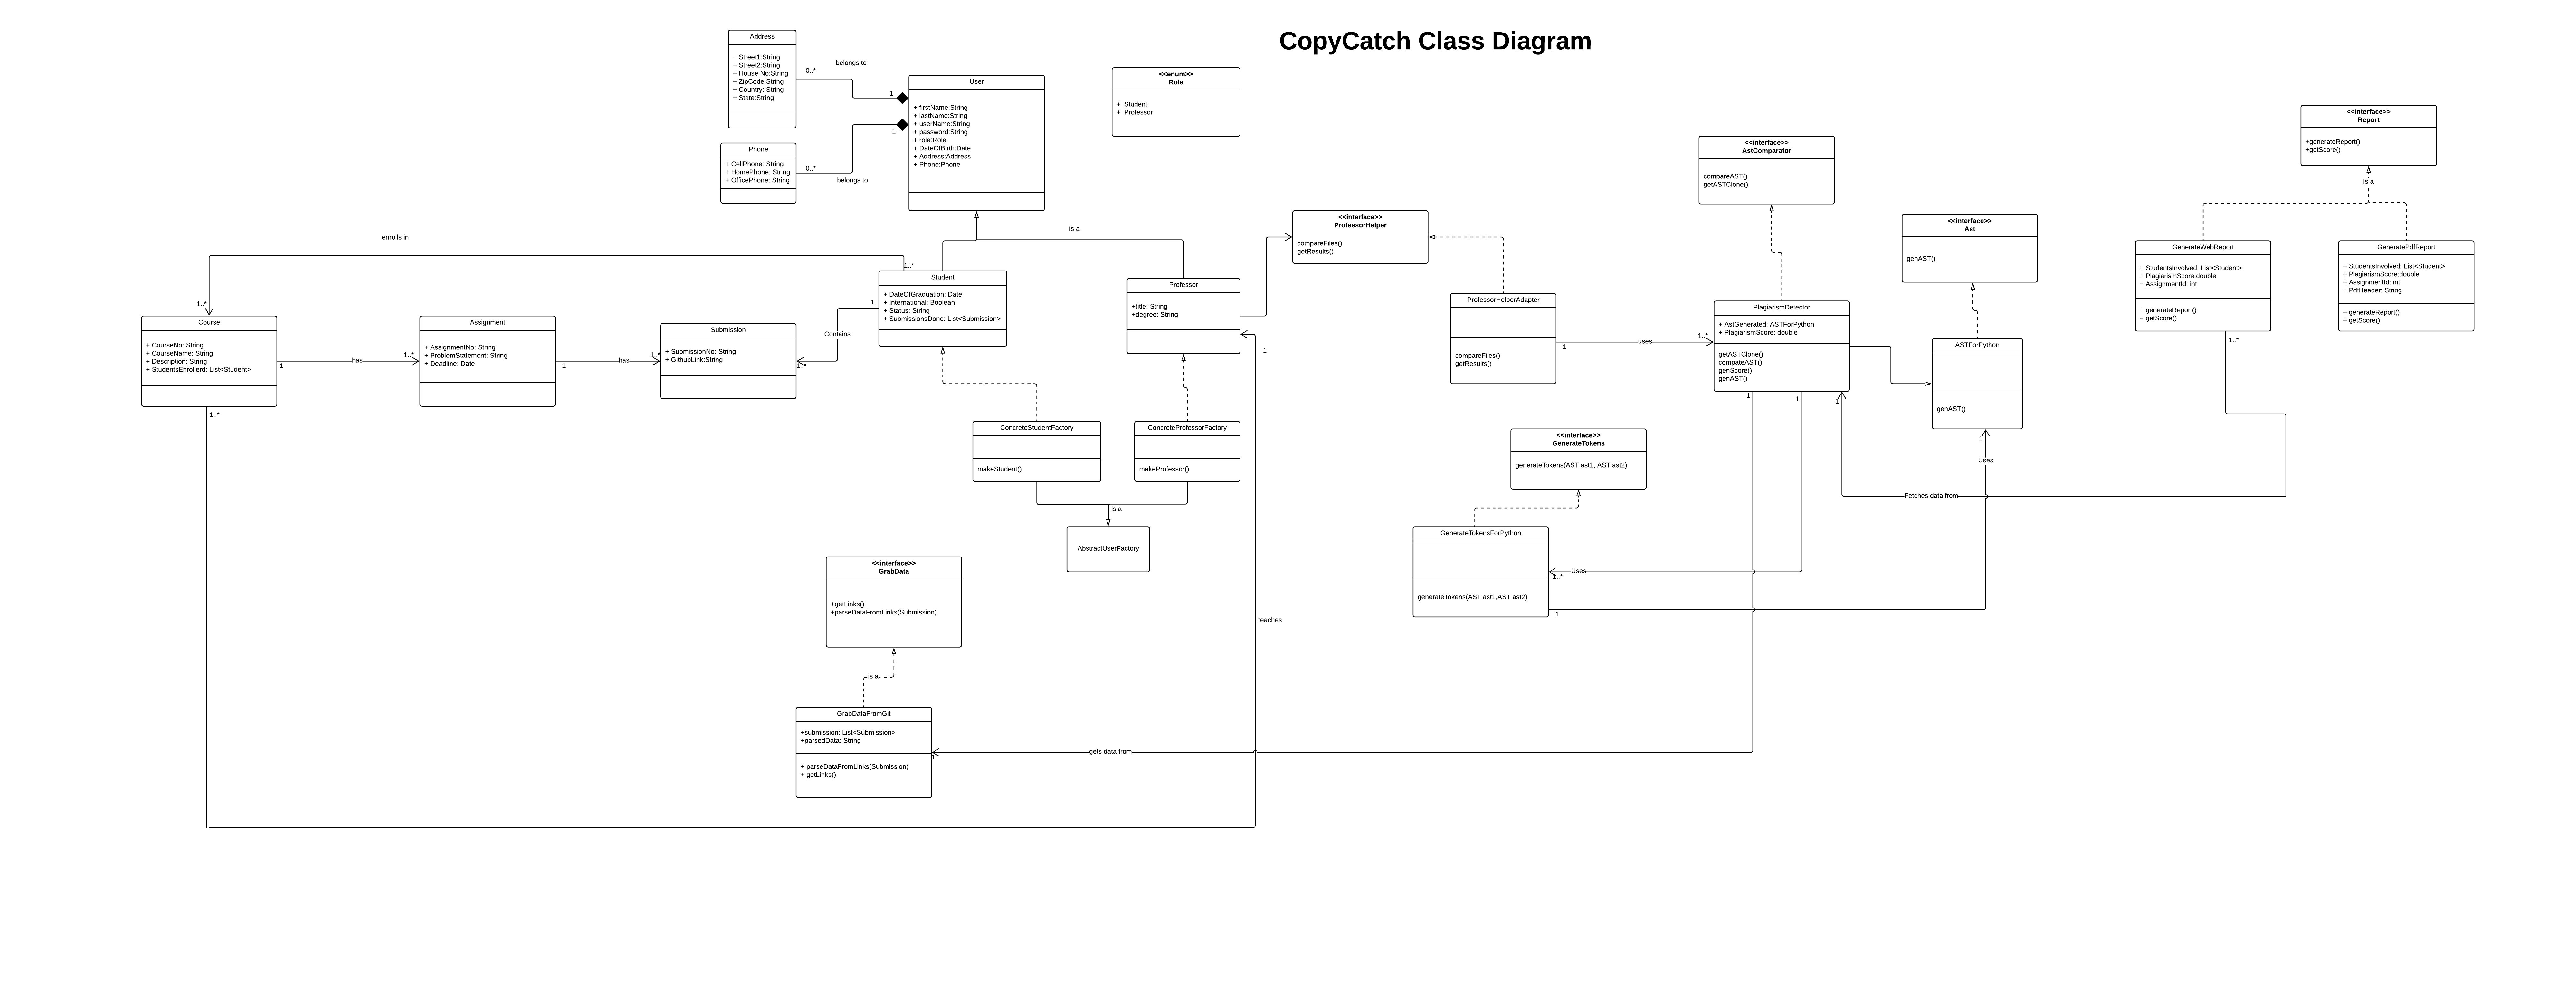 CopyCatch Class Diagram
Address
+ Street1:String
+ Street2:String
+ House No:String
+ ZipCode:String
+ Country: String
+ State:String
belongs to
0..*
1
Phone
+ CellPhone: String
+ HomePhone: String
+ OfficePhone: String
0..*
1
belongs to
User
+ firstName:String
+ lastName:String
+ userName:String
+ password:String
+ role:Role
+ DateOfBirth:Date
+ Address:Address
+ Phone:Phone
<<enum>>
Role
+ Student
+ Professor
is a
enrolls in
1..*
1..*
Course
+ CourseNo: String
+ CourseName: String
+ Description: String
+ StudentsEnrollerd: List<Student>
1
has
1..*
1..*
Assignment
+ AssignmentNo: String
+ ProblemStatement: String
+ Deadline: Date
1
has
1..*
Submission
+ SubmissionNo: String
+ GithubLink:String
1
Contains
1..*
Student
+ DateOfGraduation: Date
+ International: Boolean
+ Status: String
+ SubmissionsDone: List<Submission>
Professor
+title: String
+degree: String
1
teaches
ConcreteStudentFactory
makeStudent()
ConcreteProfessorFactory
makeProfessor()
is a
AbstractUserFactory
<<interface>>
GrabData
+getLinks()
+parseDataFromLinks(Submission)
is a
GrabDataFromGit
+submission: List<Submission>
+parsedData: String
+ parseDataFromLinks(Submission)
+ getLinks()
1
gets data from
<<interface>>
ProfessorHelper
compareFiles()
getResults()
ProfessorHelperAdapter
compareFiles()
getResults()
1
uses
1..*
<<interface>>
AstComparator
compareAST()
getASTClone()
PlagiarismDetector
+ AstGenerated: ASTForPython
+ PlagiarismScore: double
getASTClone()
compateAST()
genScore()
genAST()
1
1
1
<<interface>>
Ast
genAST()
ASTForPython
genAST()
1
Uses
<<interface>>
GenerateTokens
generateTokens(AST ast1, AST ast2)
GenerateTokensForPython
generateTokens(AST ast1,AST ast2)
Uses
1..*
1
<<interface>>
Report
+generateReport()
+getScore()
Is a
GenerateWebReport
+ StudentsInvolved: List<Student>
+ PlagiarismScore:double
+ AssignmentId: int
+ generateReport()
+ getScore()
1..*
GeneratePdfReport
+ StudentsInvolved: List<Student>
+ PlagiarismScore:double
+ AssignmentId: int
+ PdfHeader: String
+ generateReport()
+ getScore()
Fetches data from